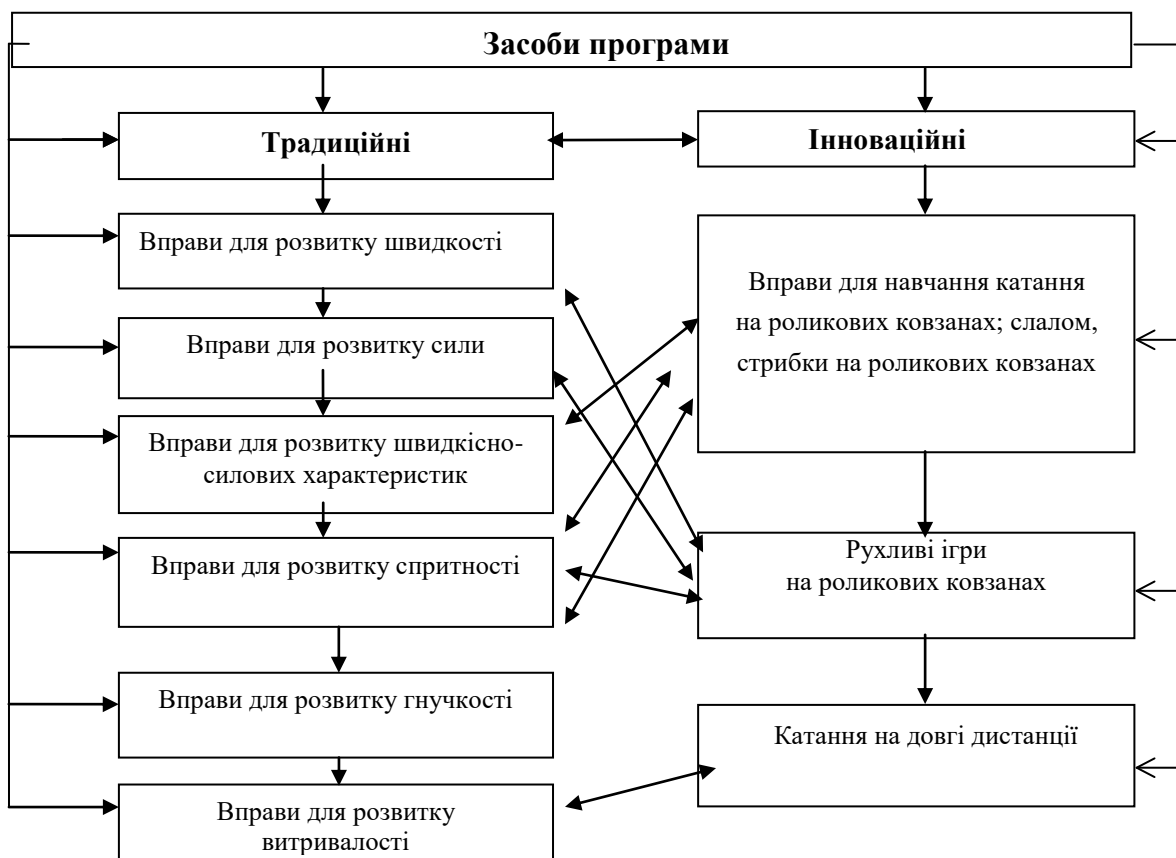 Засоби програми
Традиційні
Інноваційні
Вправи для розвитку швидкості
Вправи для розвитку сили
Вправи для розвитку швидкісно-
силових характеристик
Вправи для розвитку спритності
Вправи для розвитку гнучкості
Вправи для розвитку
витривалості
Вправи для навчання катання
на роликових ковзанах; слалом,
стрибки на роликових ковзанах
Рухливі ігри
на роликових ковзанах
Катання на довгі дистанції